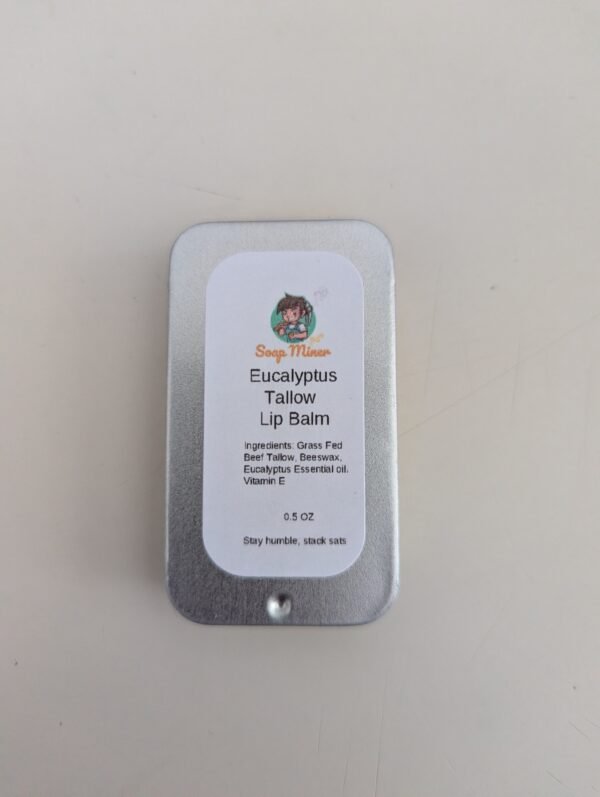 Soap Miner
Eucalyptus
Tallow
Lip Balm
Ingredients: Grass Fed
Beef Tallow, Beeswax,
Eucalyptus Essential oil.
Vitamin E
0.5 OZ
Stay humble, stack sats